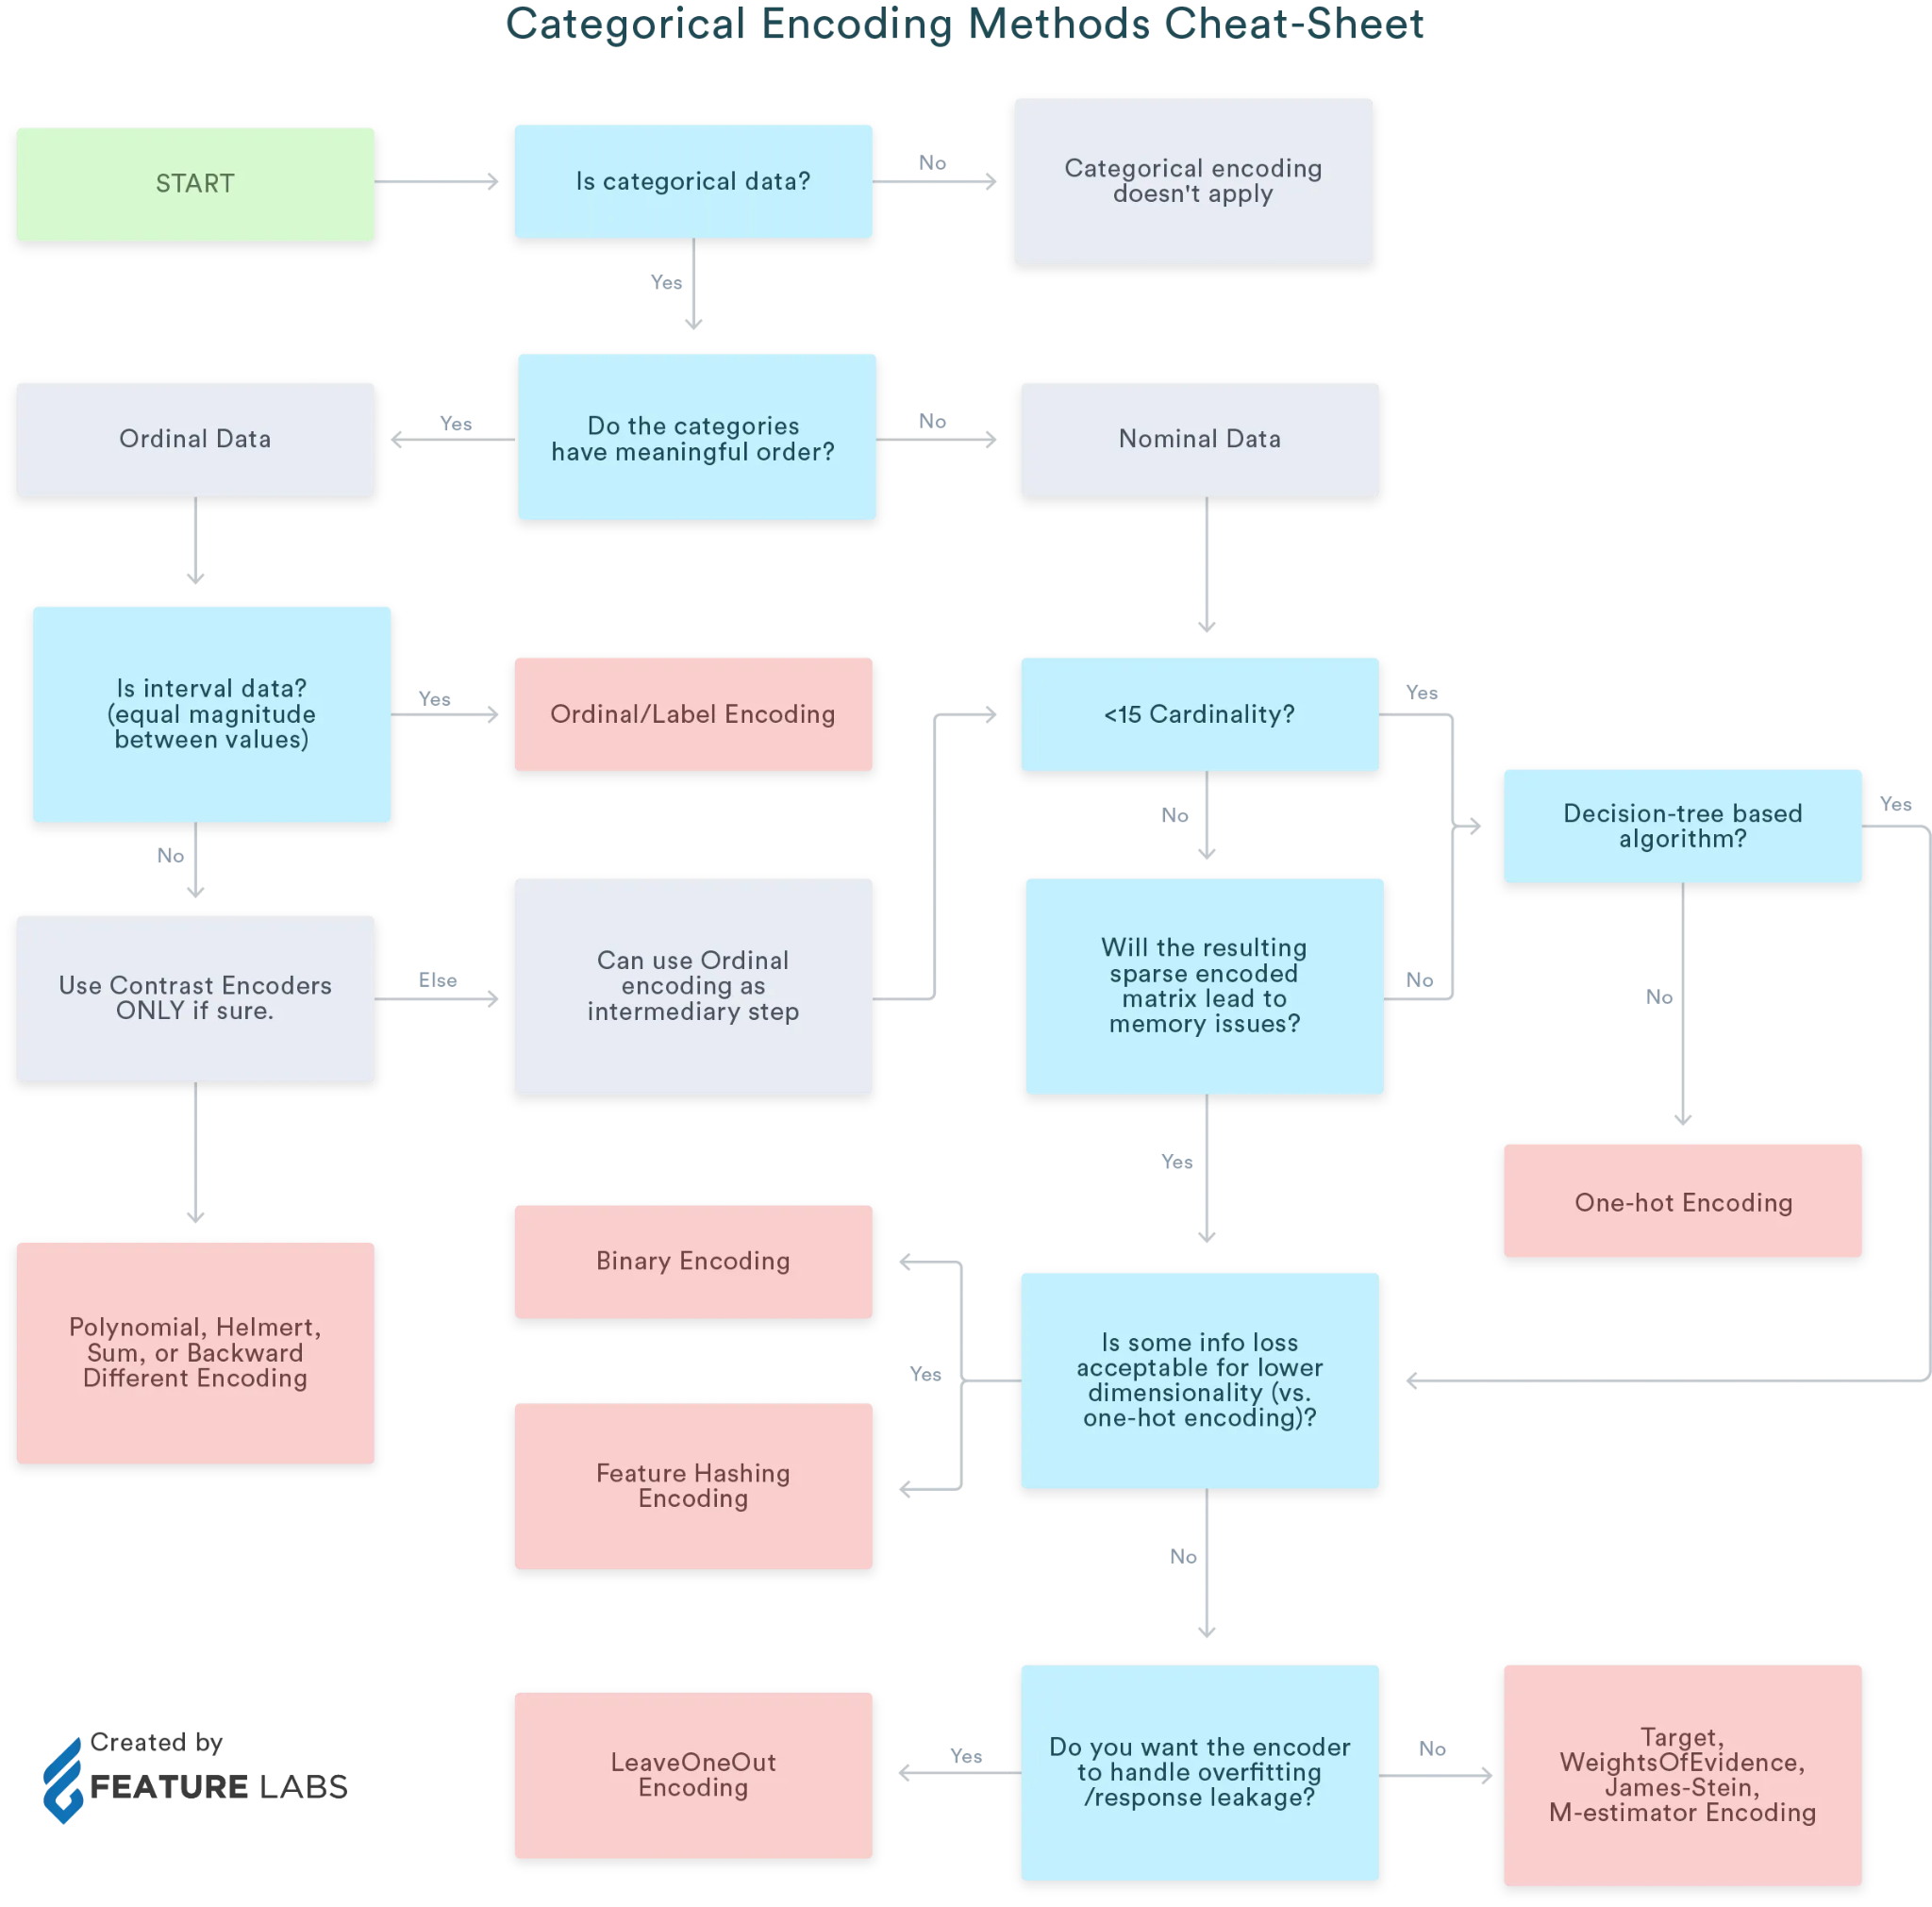 Categorical Encoding Methods Cheat-Sheet
START
Is categorical data?
No
Categorical encoding
doesn't apply
Yes
Ordinal Data
Yes
Do the categories
have meaningful order?
No
Nominal Data
Is interval data?
(equal magnitude
between values)
Yes
Ordinal/Label Encoding
<15 Cardinality?
Yes
No
No
Decision-tree based
algorithm?
Yes
Use Contrast Encoders
ONLY if sure.
Else
Can use Ordinal
encoding as
intermediary step
Will the resulting
sparse encoded
matrix lead to
memory issues?
No
No
Yes
One-hot Encoding
Polynomial, Helmert,
Sum, or Backward
Different Encoding
Binary Encoding
Yes
Feature Hashing
Encoding
Is some info loss
acceptable for lower
dimensionality (vs.
one-hot encoding)?
No
Created by
FEATURE LABS
LeaveOneOut
Encoding
Yes
Do you want the encoder
to handle overfitting
/response leakage?
No
Target,
WeightsOfEvidence,
James-Stein,
M-estimator Encoding